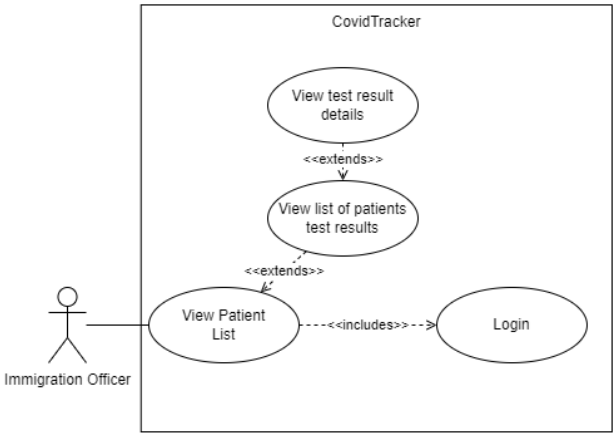 CovidTracker
View test result
details
<<extends>>
View list of patients
test results
<<extends>>
View Patient
List
<<includes>>
Login
Immigration Officer